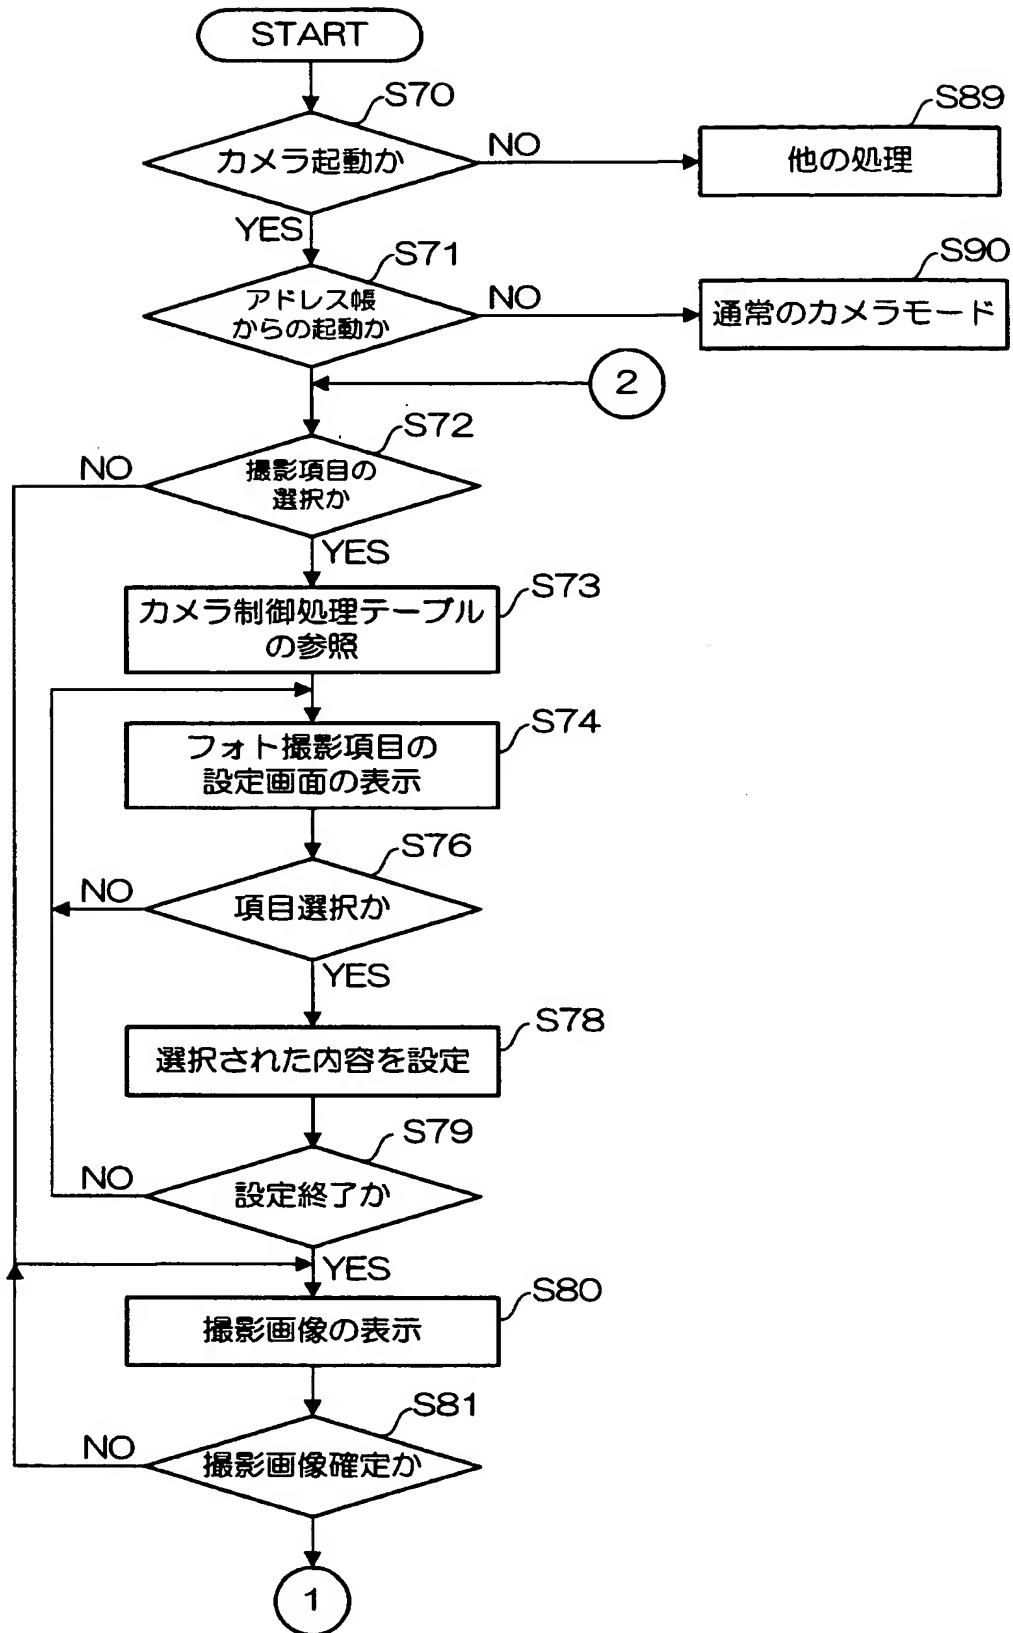 START
S70
カメラ起動か
NO
S89
他の処理
YES
S71
アドレス帳
からの起動か
NO
S90
通常のカメラモード
2
S72
NO
撮影項目の
選択か
YES
S73
カメラ制御処理テーブル
の参照
S74
フォト撮影項目の
設定画面の表示
S76
NO
項目選択か
YES
S78
選択された内容を設定
S79
NO
設定終了か
YES
S80
撮影画像の表示
S81
NO
撮影画像確定か
1